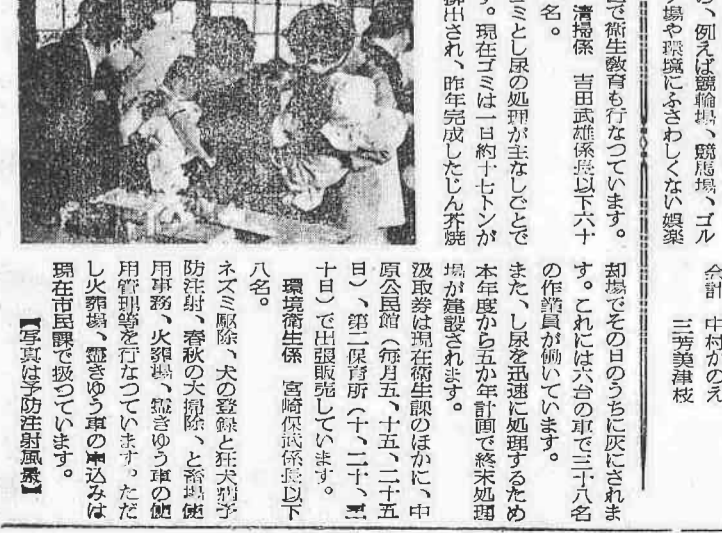 例えば競輪場、競馬場、ゴル
場や環境にふさわしくない娯楽
で衛生教育も行なつています。
清掃係　吉田武雄係長以下六十
名。
ゴミとし尿の処理が主なしごとで
す。現在ゴミは一日約十七トンが
排出され、昨年完成したじん芥焼
会計　中村かのえ
三芳美津枝
却場でその日のうちに灰にされま
す。これには六台の車で三十八名
の作業員が働いています。
また、し尿を迅速に処理するため
本年度から五か年計画で終末処理
場が建設されます。
汲取券は現在衛生課のほかに、中
原公民館（毎月五、十五、二十五
日）、第二保育所（十、二十、三
十日）で出張販売しています。
環境衛生係　宮崎保武係長以下
八名。
ネズミ駆除、犬の登録と狂犬病予
防注射、春秋の大掃除、と畜場使
用事務、火葬場、霊きゆう車の使
用管理等を行なつています。ただ
し火葬場、霊きゆう車の申込みは
現在市民課で扱つています。
【写真は予防注射風景】